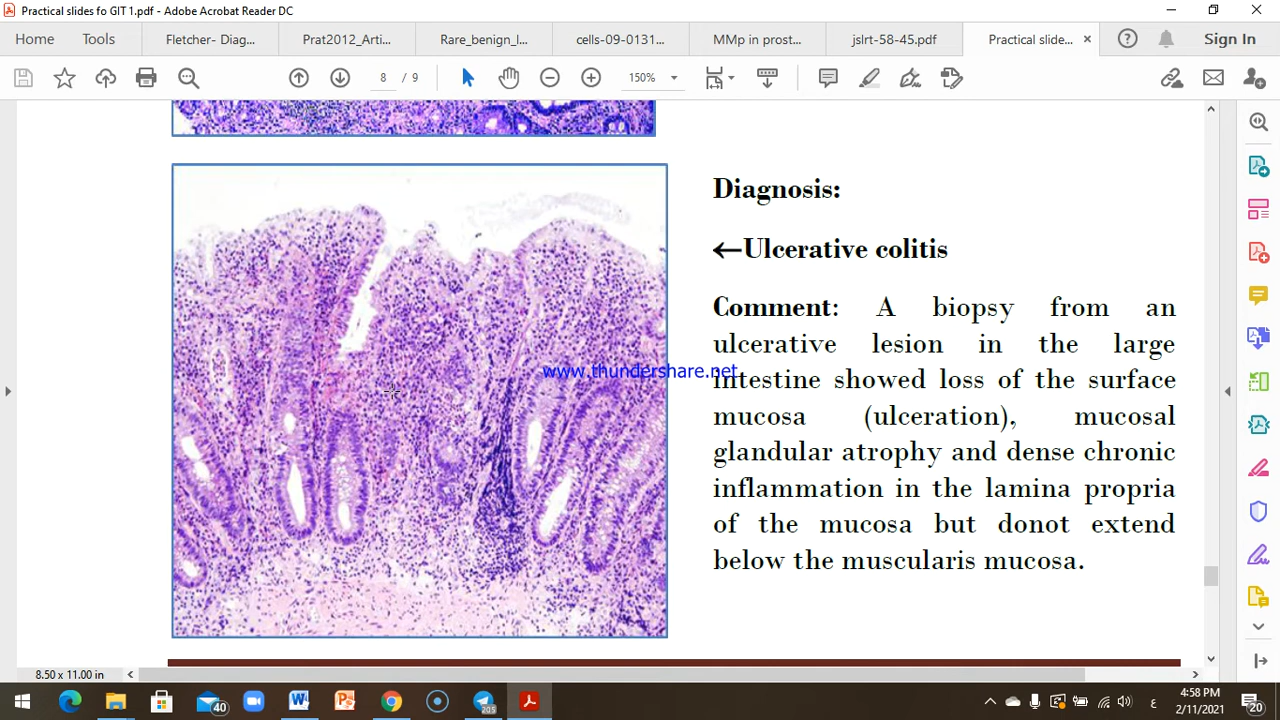 Practical slides fo GIT 1.pdf - Adobe Acrobat Reader DC
Home Tools Fletcher- Diag... Prat2012_Arti... Rare_benign_l... cells-09-0131... MMp in prost... jslrt-58-45.pdf Practical slide... × Sign In
8 / 9 150%
Diagnosis:
←Ulcerative colitis
Comment: A biopsy from an
ulcerative lesion in the large
www.thundershare.net
intestine showed loss of the surface
mucosa (ulceration), mucosal
glandular atrophy and dense chronic
inflammation in the lamina propria
of the mucosa but donot extend
below the muscularis mucosa.
8.50 x 11.00 in
40
205
ع
4:58 PM
2/11/2021
20